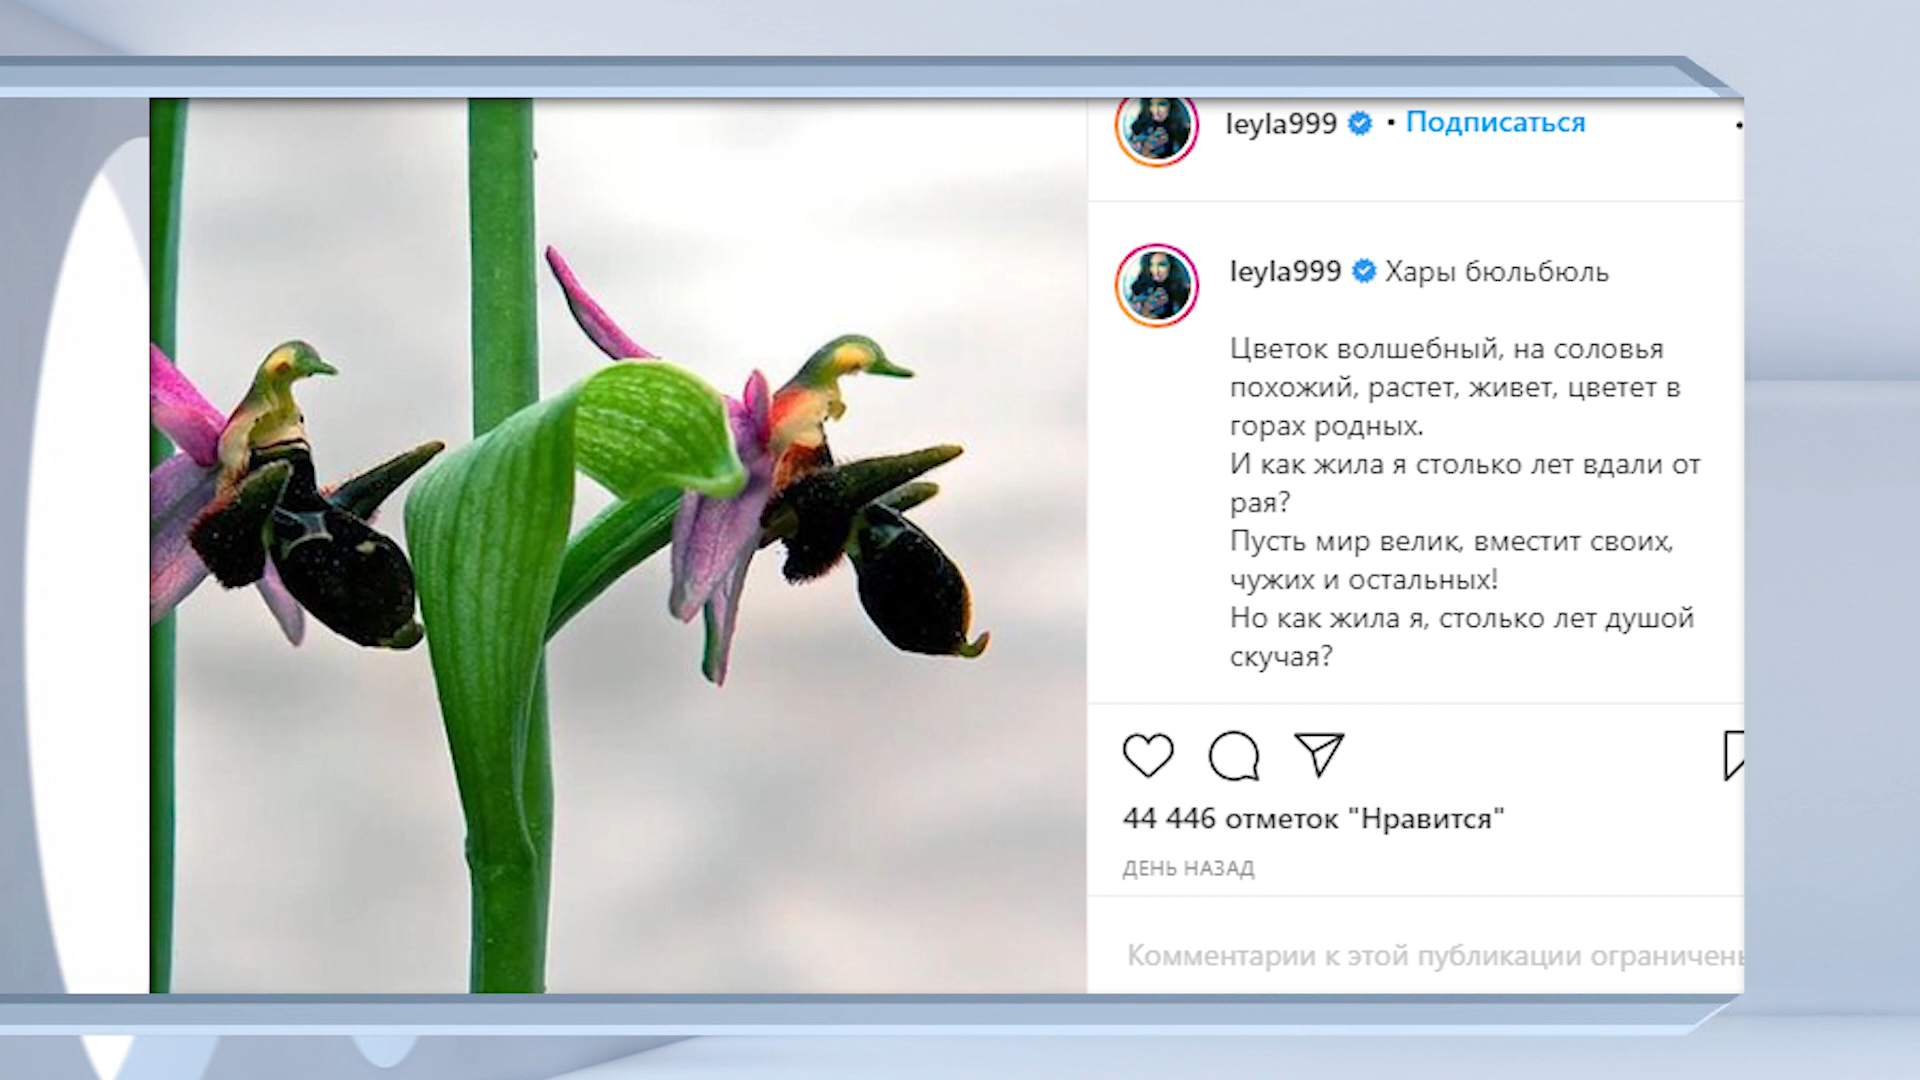 leyla999 • Подписаться
leyla999 Хары бюльбюль
Цветок волшебный, на соловья
похожий, растет, живет, цветет в
горах родных.
И как жила я столько лет вдали от
рая?
Пусть мир велик, вместит своих,
чужих и остальных!
Но как жила я, столько лет душой
скучая?
44 446 отметок "Нравится"
ДЕНЬ НАЗАД
Комментарии к этой публикации